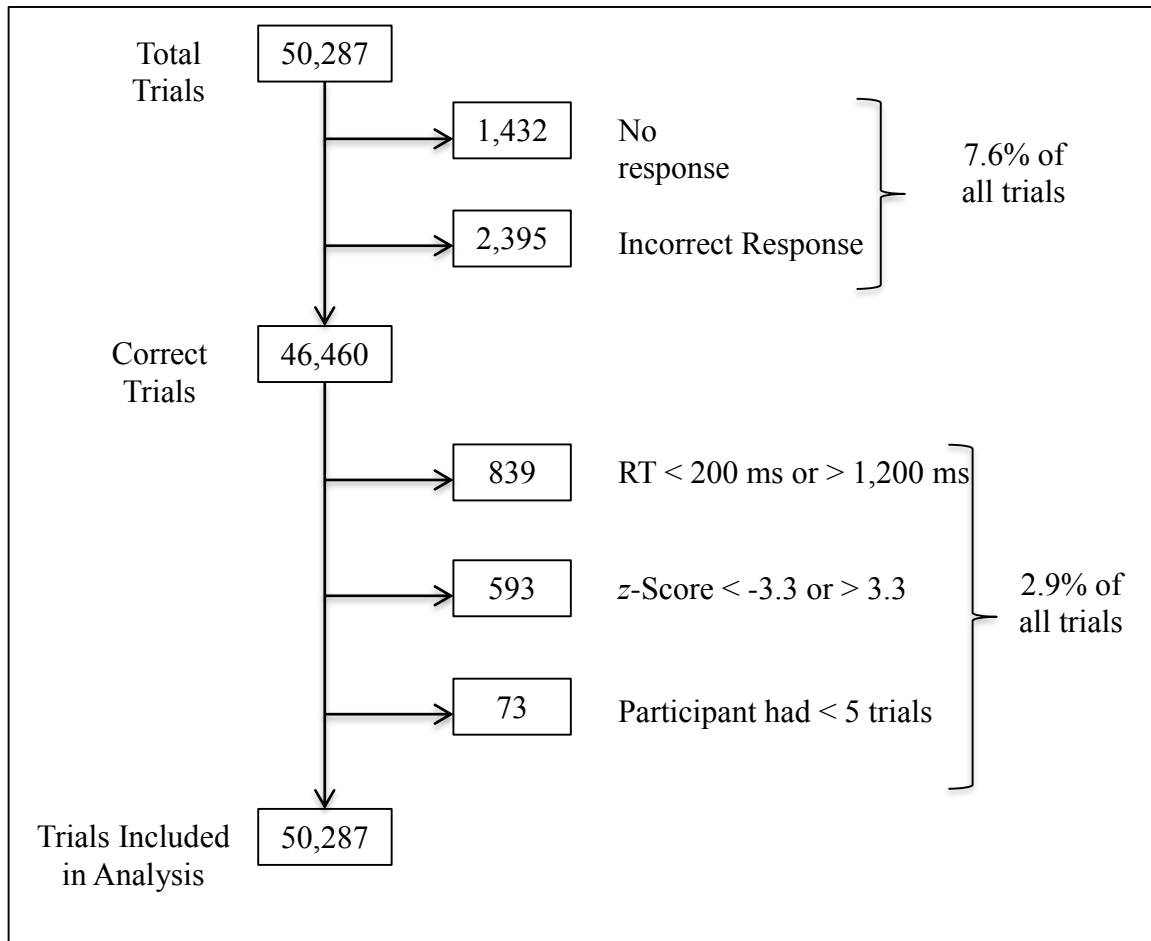 Total
Trials
50,287
1,432
No
response
2,395
Incorrect Response
7.6% of
all trials
Correct
Trials
46,460
839
RT < 200 ms or > 1,200 ms
593
z-Score < -3.3 or > 3.3
73
Participant had < 5 trials
2.9% of
all trials
Trials Included
in Analysis
50,287